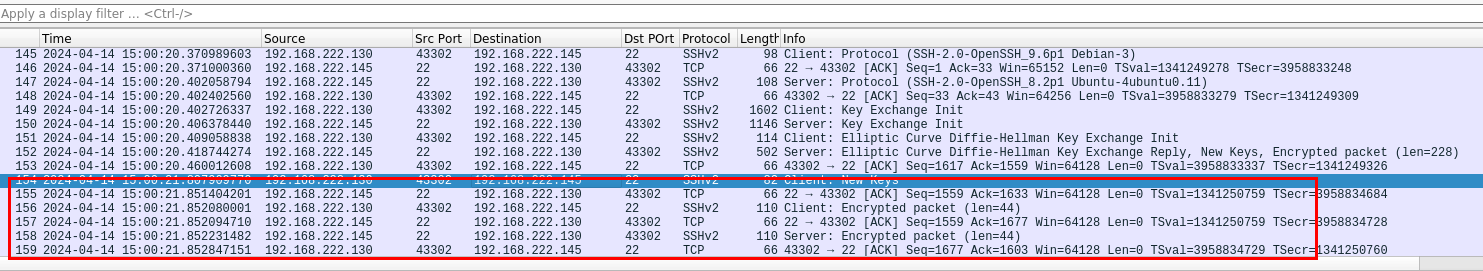 Apply a display filter ... <Ctrl-/>
Time Source Src Port Destination Dst POrt Protocol Length Info
145 2024-04-14 15:00:20.370989603 192.168.222.130 43302 192.168.222.145 22 SSHv2 98 Client: Protocol (SSH-2.0-OpenSSH_9.6p1 Debian-3)
146 2024-04-14 15:00:20.371000360 192.168.222.145 22 192.168.222.130 43302 TCP 66 22 → 43302 [ACK] Seq=1 Ack=33 Win=65152 Len=0 TSval=1341249278 TSecr=3958833248
147 2024-04-14 15:00:20.402058794 192.168.222.145 22 192.168.222.130 43302 SSHv2 108 Server: Protocol (SSH-2.0-OpenSSH_8.2p1 Ubuntu-4ubuntu0.11)
148 2024-04-14 15:00:20.402402560 192.168.222.130 43302 192.168.222.145 22 TCP 66 43302 → 22 [ACK] Seq=33 Ack=43 Win=64256 Len=0 TSval=3958833279 TSecr=1341249309
149 2024-04-14 15:00:20.402726337 192.168.222.130 43302 192.168.222.145 22 SSHv2 1602 Client: Key Exchange Init
150 2024-04-14 15:00:20.406378440 192.168.222.145 22 192.168.222.130 43302 SSHv2 1146 Server: Key Exchange Init
151 2024-04-14 15:00:20.409058838 192.168.222.130 43302 192.168.222.145 22 SSHv2 114 Client: Elliptic Curve Diffie-Hellman Key Exchange Init
152 2024-04-14 15:00:20.418744274 192.168.222.145 22 192.168.222.130 43302 SSHv2 502 Server: Elliptic Curve Diffie-Hellman Key Exchange Reply, New Keys, Encrypted packet (len=228)
153 2024-04-14 15:00:20.460012608 192.168.222.130 43302 192.168.222.145 22 TCP 66 43302 → 22 [ACK] Seq=1617 Ack=1559 Win=64128 Len=0 TSval=3958833337 TSecr=1341249326
154 2024-04-14 192.168.222.130 43302 192.168.222.145 22 SSHv2 82 Client: New Keys
155 2024-04-14 15:00:21.851404201 192.168.222.145 22 192.168.222.130 43302 TCP 66 22 → 43302 [ACK] Seq=1559 Ack=1633 Win=64128 Len=0 TSval=1341250759 TSecr=3958834684
156 2024-04-14 15:00:21.852080001 192.168.222.130 43302 192.168.222.145 22 SSHv2 110 Client: Encrypted packet (len=44)
157 2024-04-14 15:00:21.852094710 192.168.222.145 22 192.168.222.130 43302 TCP 66 22 → 43302 [ACK] Seq=1559 Ack=1677 Win=64128 Len=0 TSval=1341250759 TSecr=3958834728
158 2024-04-14 15:00:21.852231482 192.168.222.145 22 192.168.222.130 43302 SSHv2 110 Server: Encrypted packet (len=44)
159 2024-04-14 15:00:21.852847151 192.168.222.130 43302 192.168.222.145 22 TCP 66 43302 → 22 [ACK] Seq=1677 Ack=1603 Win=64128 Len=0 TSval=3958834729 TSecr=1341250760